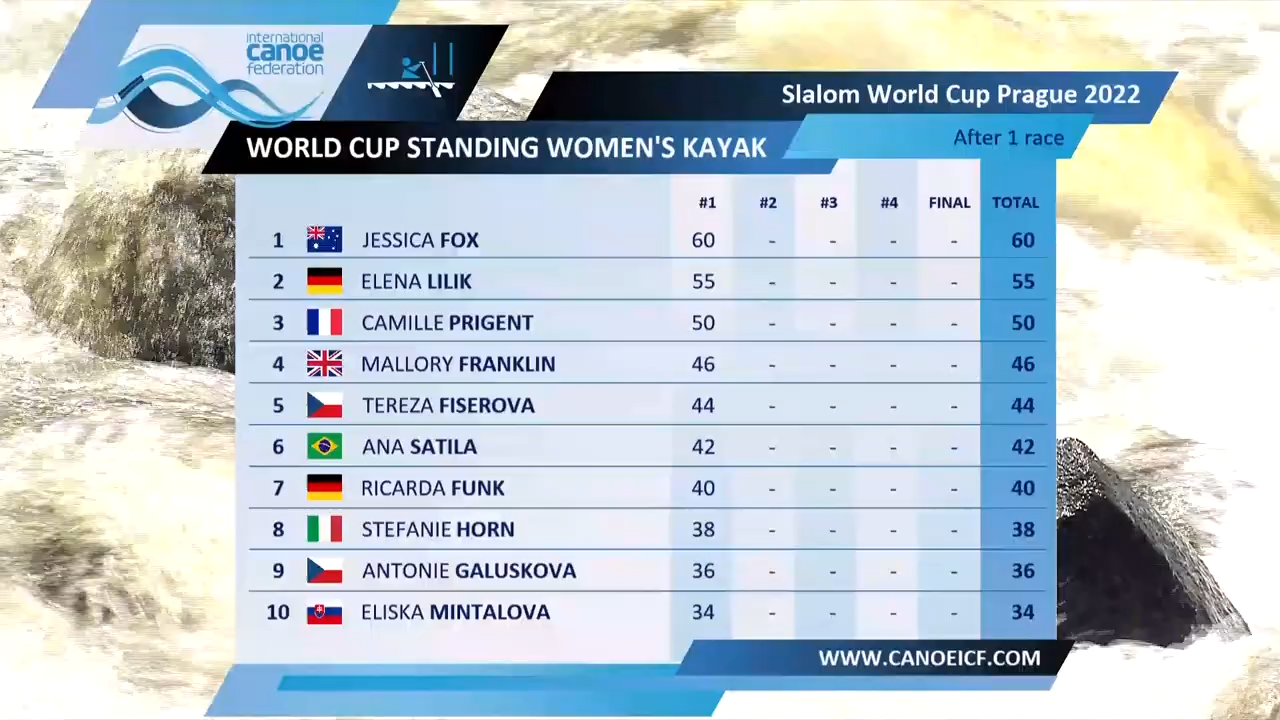 international
canoe
federation
Slalom World Cup Prague 2022
WORLD CUP STANDING WOMEN'S KAYAK
After 1 race
#1 #2 #3 #4 FINAL TOTAL
1 JESSICA FOX 60 - - - - 60
2 ELENA LILIK 55 - - - - 55
3 CAMILLE PRIGENT 50 - - - - 50
4 MALLORY FRANKLIN 46 - - - - 46
5 TEREZA FISEROVA 44 - - - - 44
6 ANA SATILA 42 - - - - 42
7 RICARDA FUNK 40 - - - - 40
8 STEFANIE HORN 38 - - - - 38
9 ANTONIE GALUSKOVA 36 - - - - 36
10 ELISKA MINTALOVA 34 - - - - 34
WWW.CANOEICF.COM